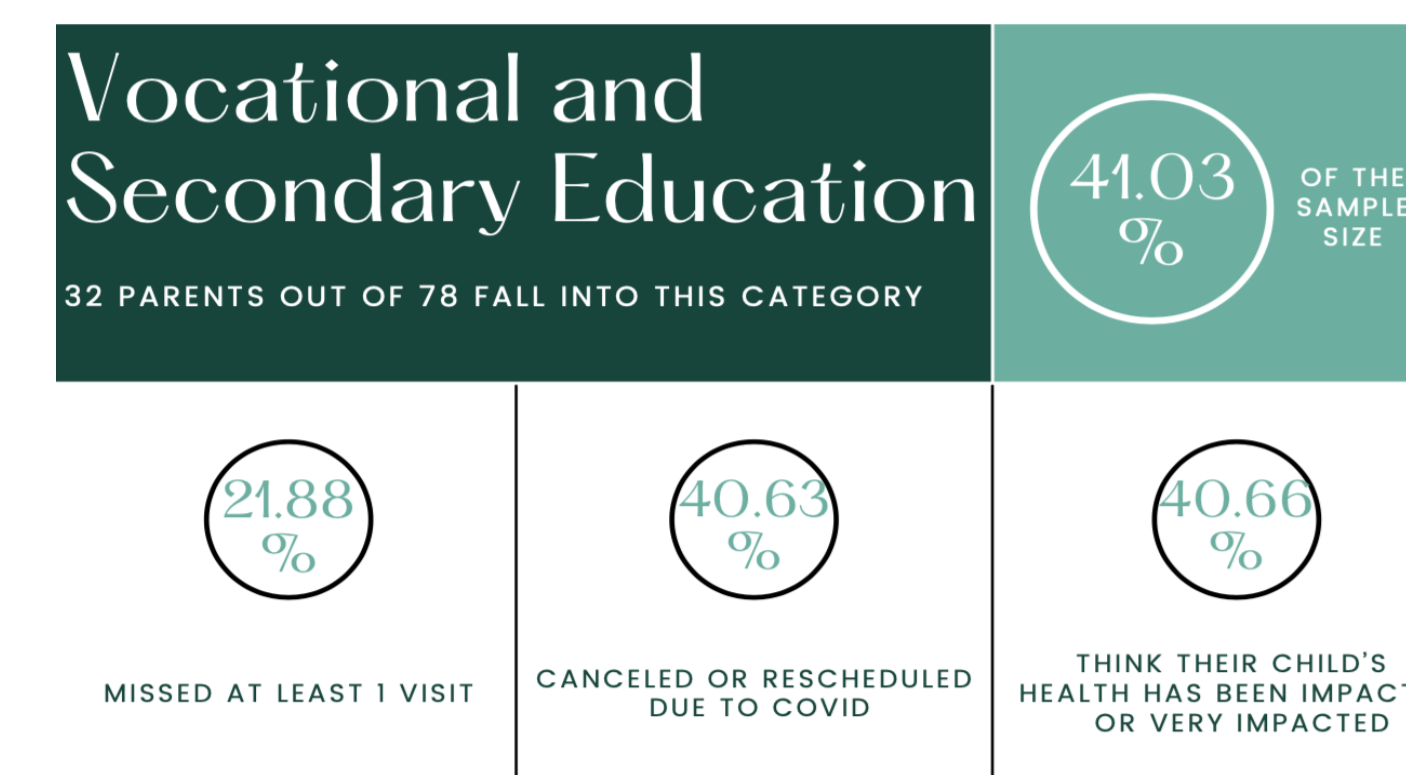 Vocational and
Secondary Education
32 PARENTS OUT OF 78 FALL INTO THIS CATEGORY
41.03
%
OF THE
SAMPLE
SIZE
21.88
%
MISSED AT LEAST 1 VISIT
40.63
%
CANCELED OR RESCHEDULED
DUE TO COVID
40.66
%
THINK THEIR CHILD'S
HEALTH HAS BEEN IMPACT
OR VERY IMPACTED